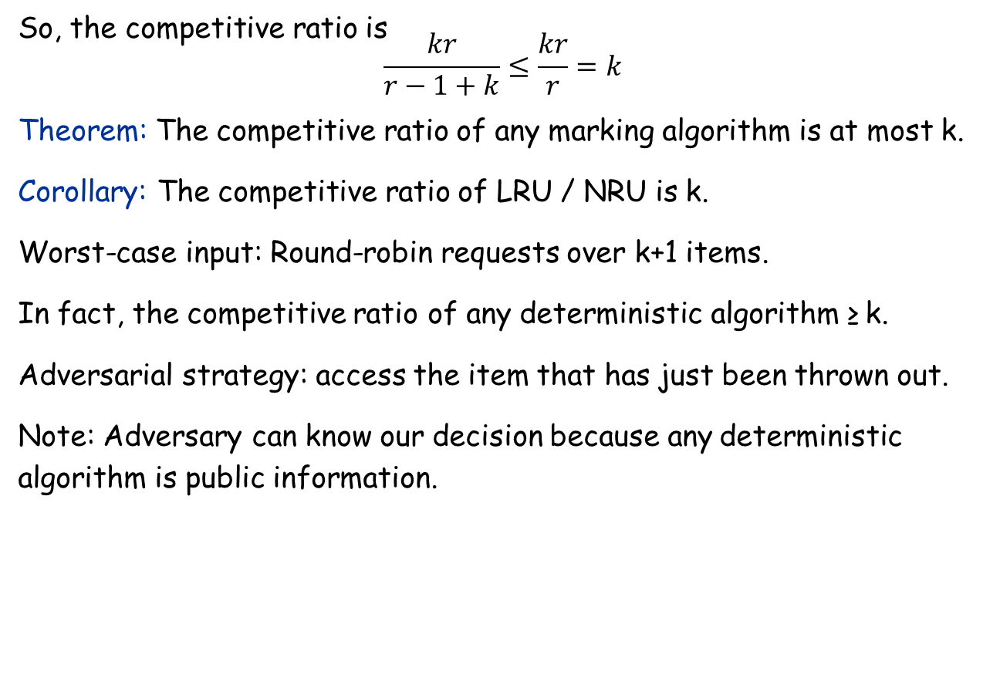 So, the competitive ratio is
kr / (r − 1 + k) ≤ kr / r = k
Theorem: The competitive ratio of any marking algorithm is at most k.
Corollary: The competitive ratio of LRU / NRU is k.
Worst-case input: Round-robin requests over k+1 items.
In fact, the competitive ratio of any deterministic algorithm ≥ k.
Adversarial strategy: access the item that has just been thrown out.
Note: Adversary can know our decision because any deterministic
algorithm is public information.